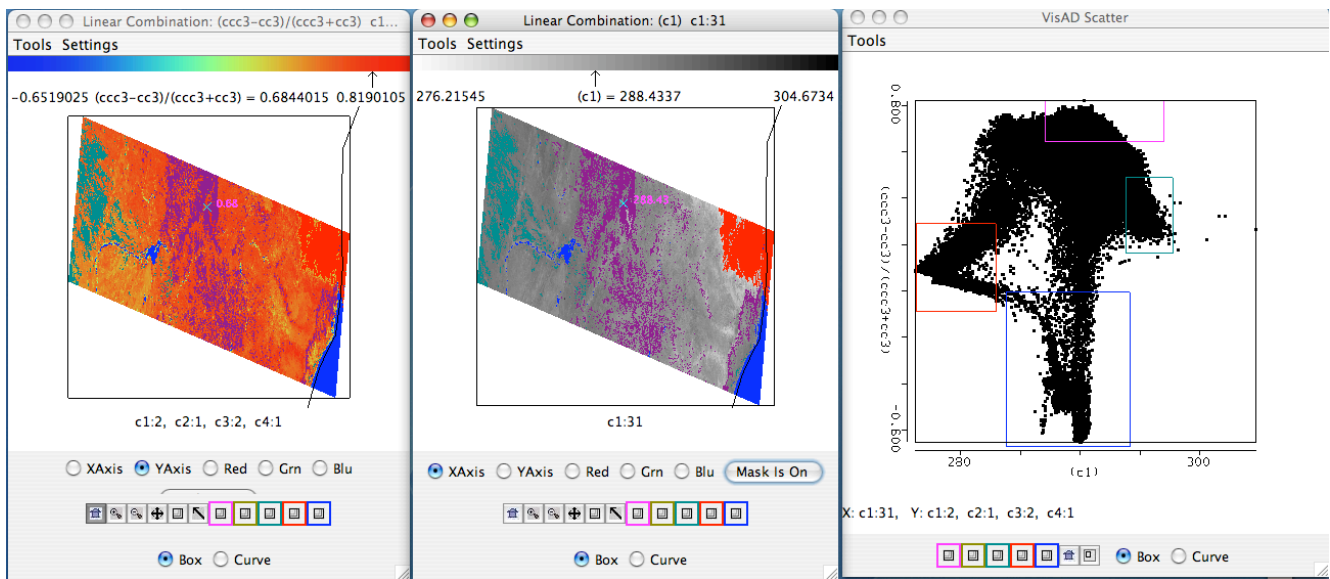 Linear Combination: (ccc3-cc3)/(ccc3+cc3) c1...
Tools Settings
-0.6519025 (ccc3-cc3)/(ccc3+cc3) = 0.6844015 0.8190105
0.68
c1:2, c2:1, c3:2, c4:1
XAxis YAxis Red Grn Blu
Box Curve
Linear Combination: (c1) c1:31
Tools Settings
276.21545 (c1) = 288.4337 304.6734
288.43
c1:31
XAxis YAxis Red Grn Blu Mask Is On
Box Curve
VisAD Scatter
Tools
0.800
(ccc3-cc3)/(ccc3+cc3)
-0.600
280 300
(c1)
X: c1:31, Y: c1:2, c2:1, c3:2, c4:1
Box Curve